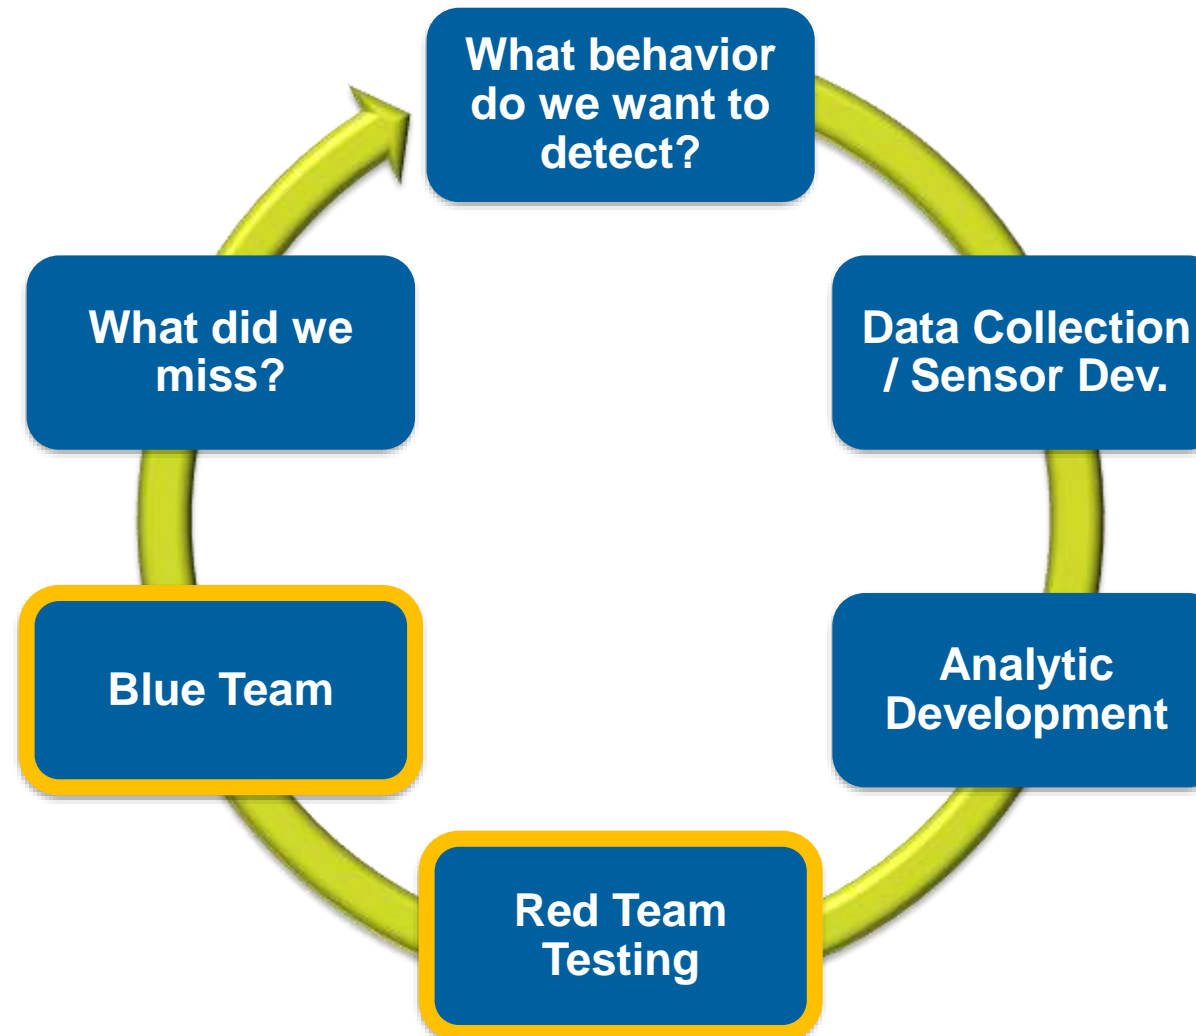 What behavior
do we want to
detect?
Data Collection
/ Sensor Dev.
Analytic
Development
Red Team
Testing
Blue Team
What did we
miss?